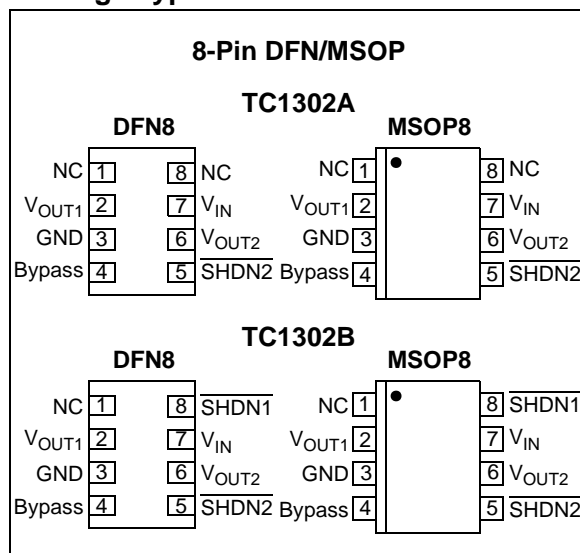 8-Pin DFN/MSOP
TC1302A
DFN8 MSOP8
NC 1 8 NC NC 1 8 NC
VOUT1 2 7 VIN VOUT1 2 7 VIN
GND 3 6 VOUT2 GND 3 6 VOUT2
Bypass 4 5 SHDN2 Bypass 4 5 SHDN2
TC1302B
DFN8 MSOP8
NC 1 8 SHDN1 NC 1 8 SHDN1
VOUT1 2 7 VIN VOUT1 2 7 VIN
GND 3 6 VOUT2 GND 3 6 VOUT2
Bypass 4 5 SHDN2 Bypass 4 5 SHDN2